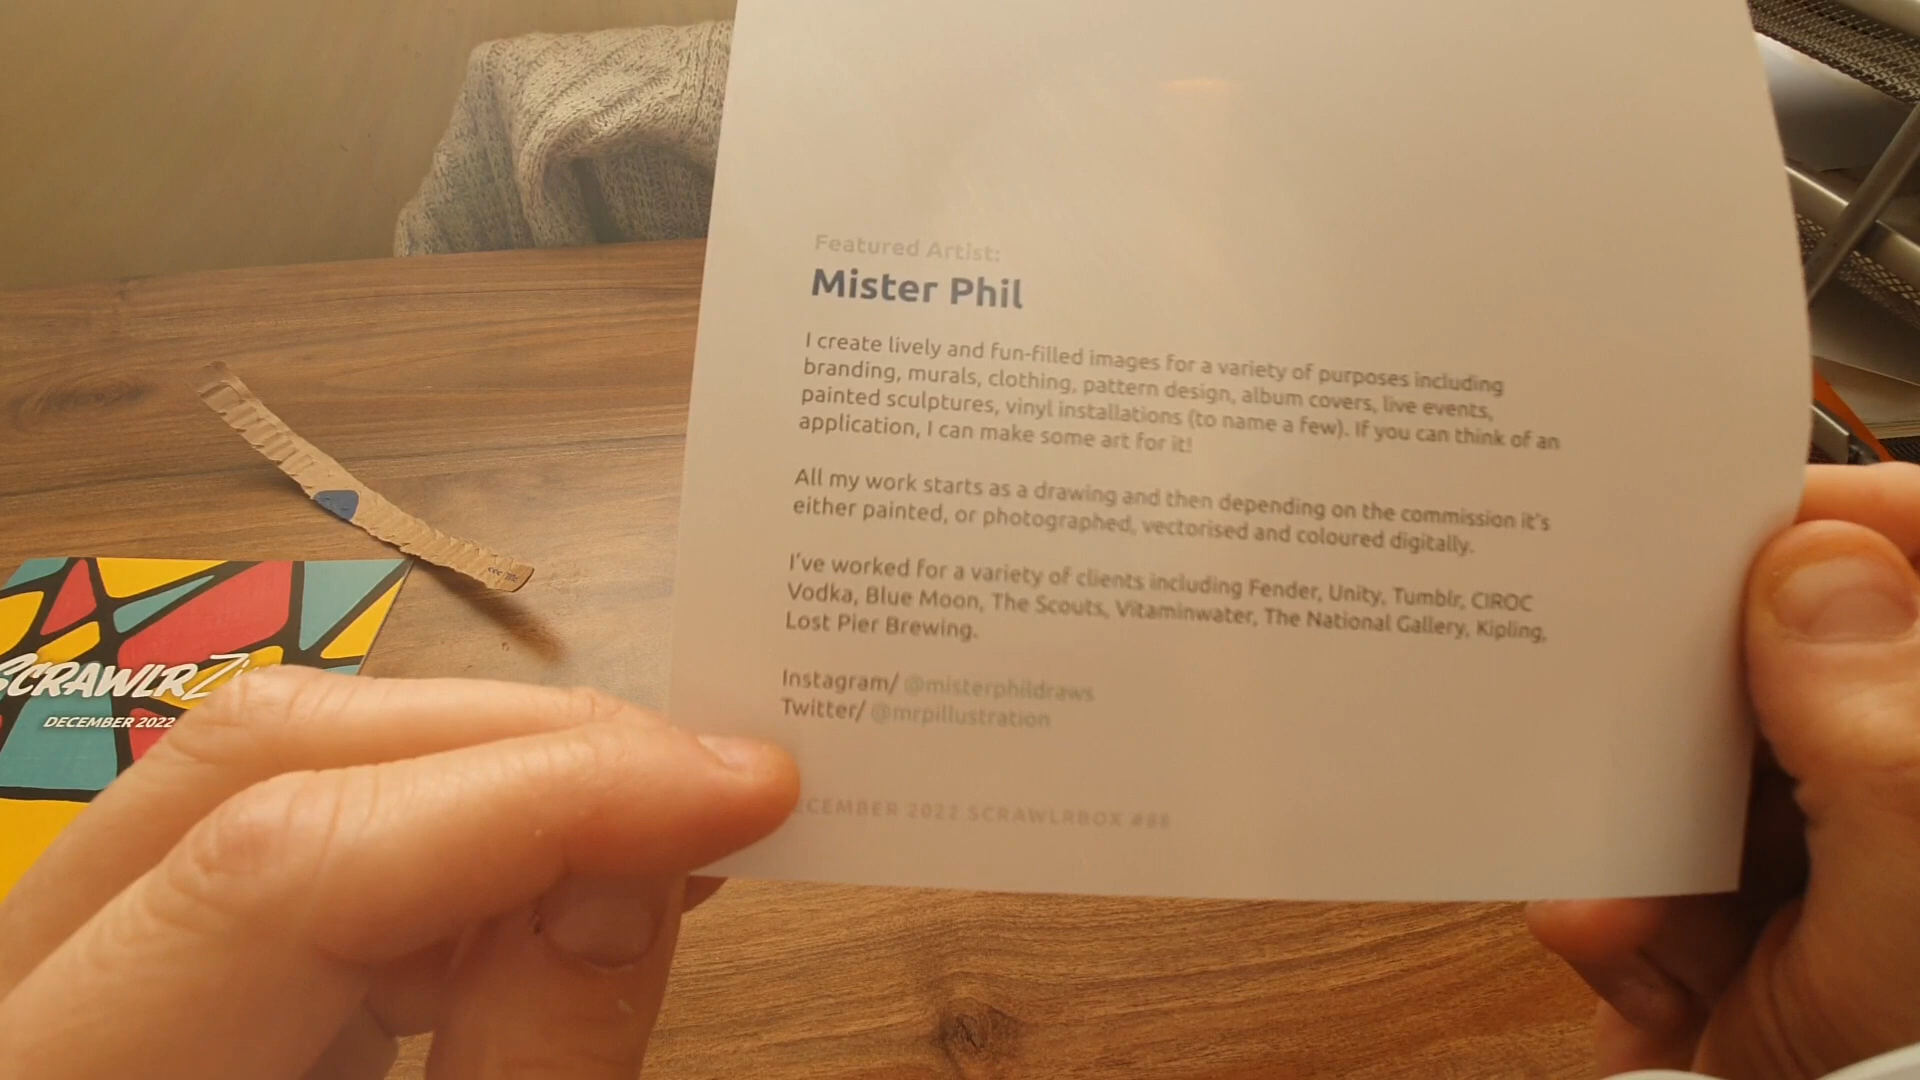 Featured Artist:
Mister Phil
I create lively and fun-filled images for a variety of purposes including
branding, murals, clothing, pattern design, album covers, live events,
painted sculptures, vinyl installations (to name a few). If you can think of an
application, I can make some art for it!
All my work starts as a drawing and then depending on the commission it's
either painted, or photographed, vectorised and coloured digitally.
I've worked for a variety of clients including Fender, Unity, Tumblr, CIROC
Vodka, Blue Moon, The Scouts, Vitaminwater, The National Gallery, Kipling,
Lost Pier Brewing.
Instagram/ @misterphildraws
Twitter/ @mrpillustration
ECEMBER 2022 SCRAWLRBOX
SCRAWLR
DECEMBER 2022